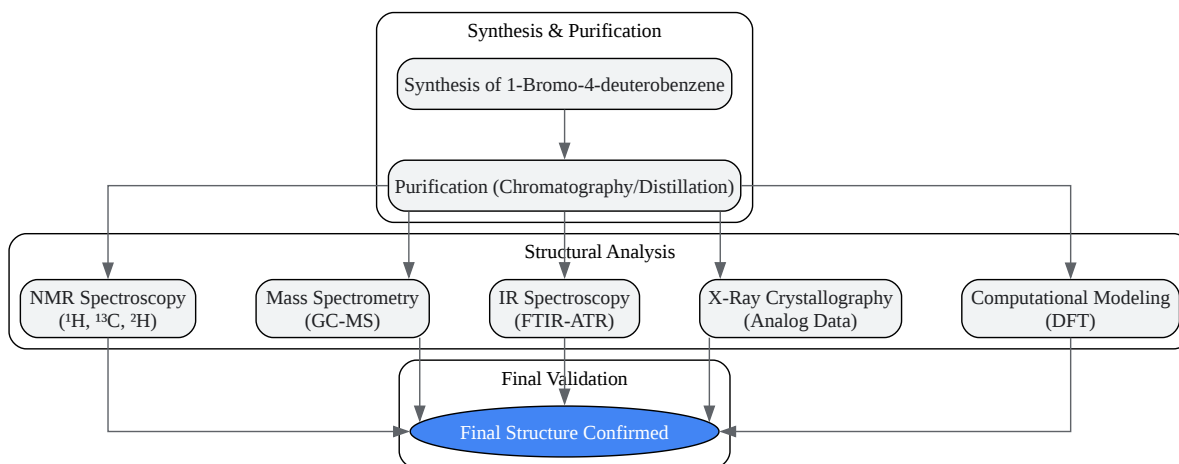 Synthesis & Purification
Synthesis of 1-Bromo-4-deuterobenzene
Purification (Chromatography/Distillation)
Structural Analysis
NMR Spectroscopy
(¹H, ¹³C, ²H)
Mass Spectrometry
(GC-MS)
IR Spectroscopy
(FTIR-ATR)
X-Ray Crystallography
(Analog Data)
Computational Modeling
(DFT)
Final Validation
Final Structure Confirmed